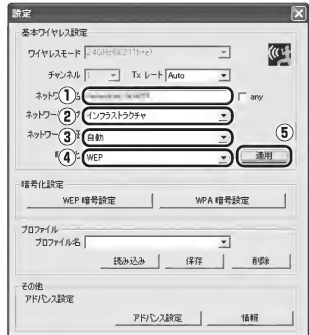 設定
基本ワイヤレス設定
ワイヤレスモード 2.4GHz(802.11b+g)
チャンネル 1 Tx レート Auto
ネットワ ① any
ネットワー ② インフラストラクチャ
ネットワー ③ 自動 ⑤
④ WEP 適用
暗号化設定
WEP 暗号設定 WPA 暗号設定
プロファイル
プロファイル名
読み込み 保存 削除
その他
アドバンス設定
アドバンス設定 情報